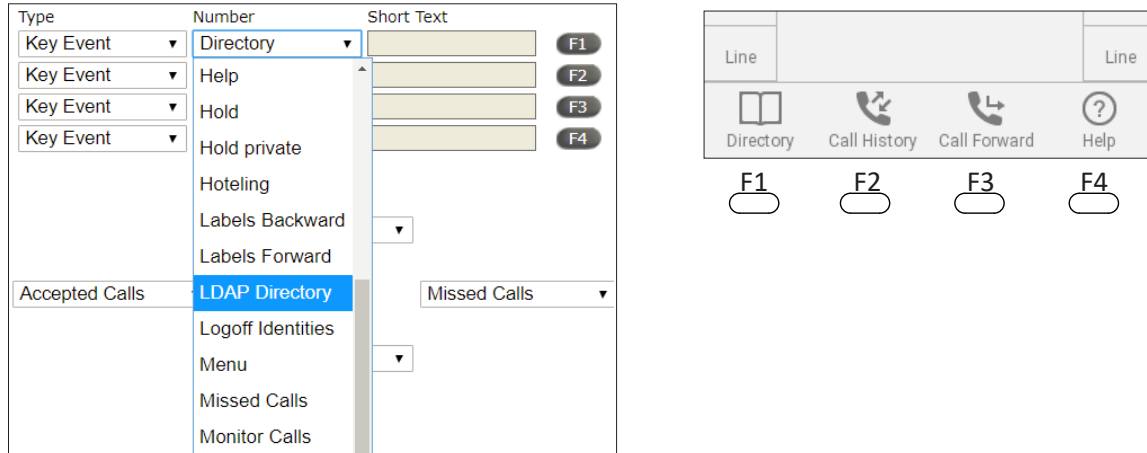 Type Number Short Text
Key Event Directory F1
Key Event F2
Key Event F3
Key Event F4
Help
Hold
Hold private
Hoteling
Labels Backward
Labels Forward
Accepted Calls LDAP Directory Missed Calls
Logoff Identities
Menu
Missed Calls
Monitor Calls
Line Line
Directory Call History Call Forward Help
F1 F2 F3 F4